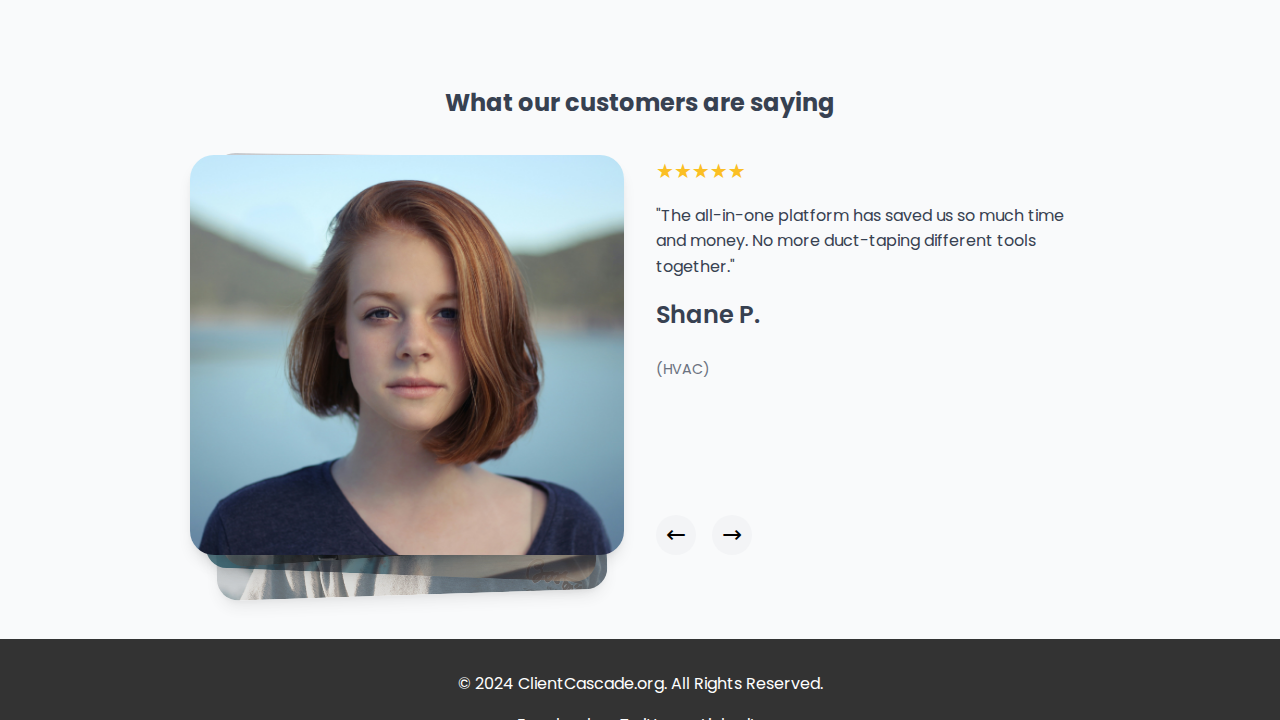 What our customers are saying
★★★★★
"The all-in-one platform has saved us so much time
and money. No more duct-taping different tools
together."
Shane P.
(HVAC)
← →
© 2024 ClientCascade.org. All Rights Reserved.